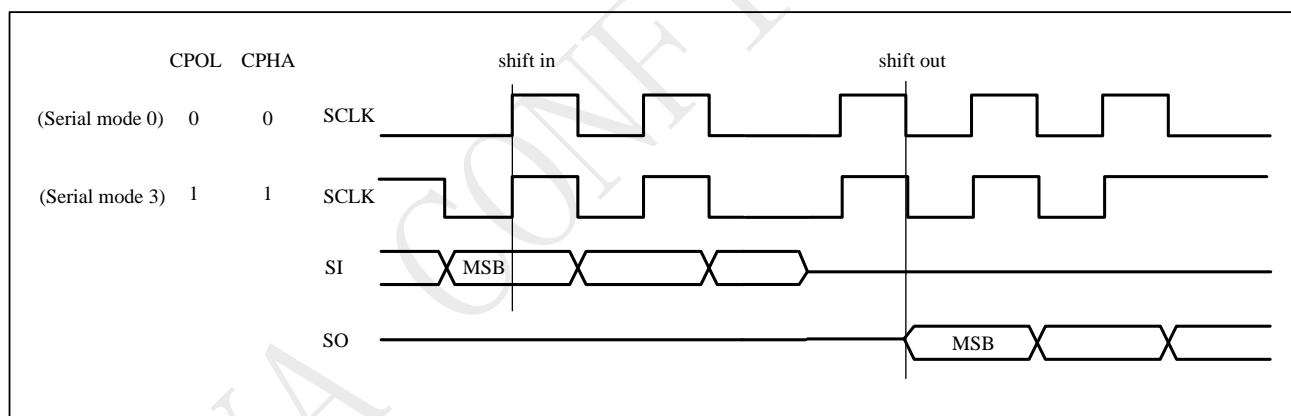 CPOL CPHA shift in shift out
(Serial mode 0) 0 0 SCLK
(Serial mode 3) 1 1 SCLK
SI MSB
SO MSB